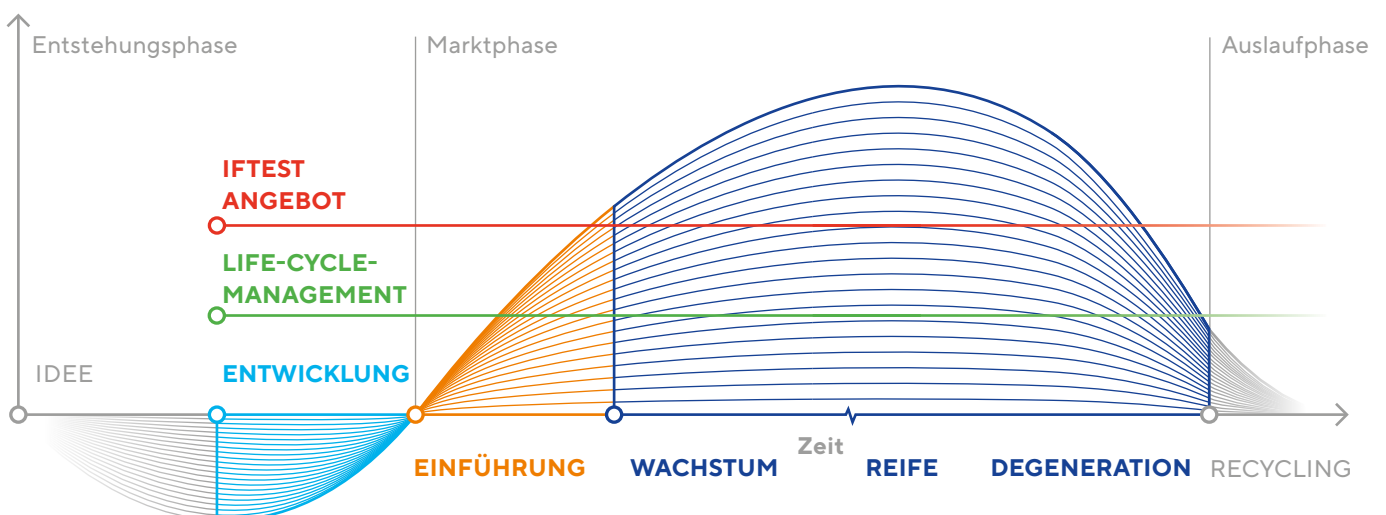 Entstehungsphase
Marktphase
Auslaufphase
IFTEST
ANGEBOT
LIFE-CYCLE-
MANAGEMENT
IDEE
ENTWICKLUNG
Zeit
EINFÜHRUNG
WACHSTUM
REIFE
DEGENERATION
RECYCLING